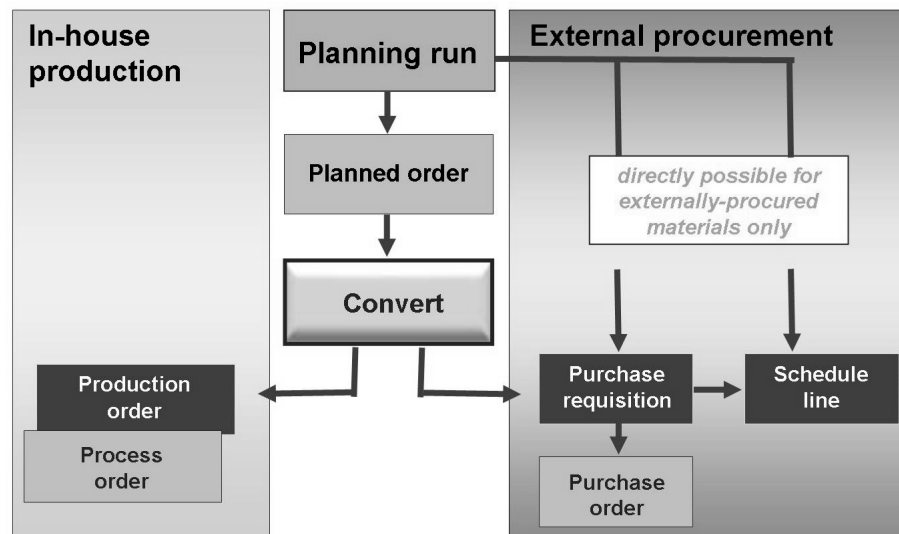 In-house
production
Planning run
External procurement
Planned order
directly possible for
externally-procured
materials only
Convert
Production
order
Process
order
Purchase
requisition
Schedule
line
Purchase
order